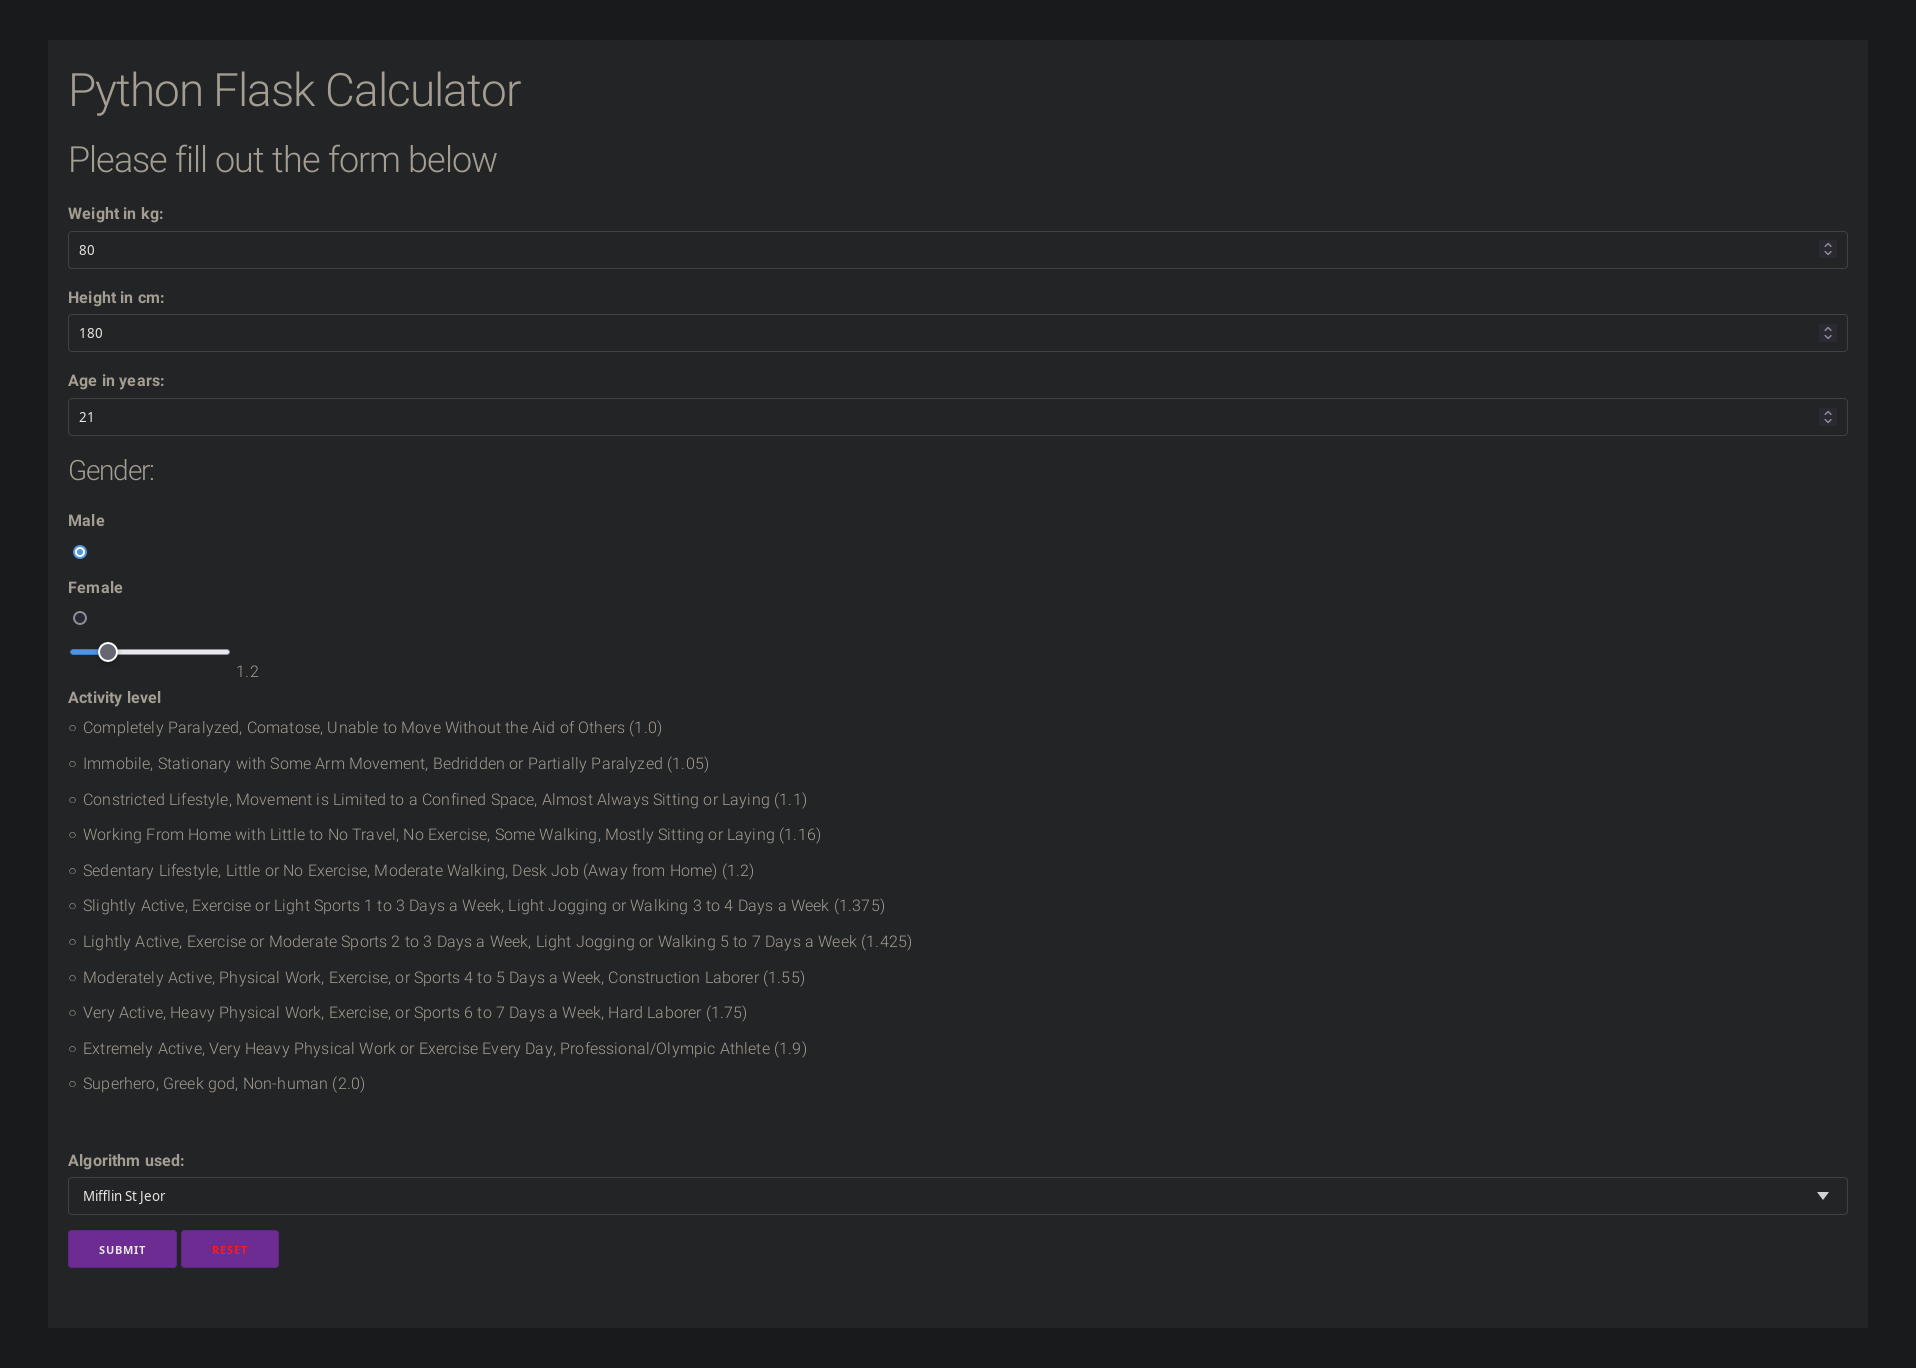 Python Flask Calculator
Please fill out the form below
Weight in kg:
80
Height in cm:
180
Age in years:
21
Gender:
Male
Female
1.2
Activity level
Completely Paralyzed, Comatose, Unable to Move Without the Aid of Others (1.0)
Immobile, Stationary with Some Arm Movement, Bedridden or Partially Paralyzed (1.05)
Constricted Lifestyle, Movement is Limited to a Confined Space, Almost Always Sitting or Laying (1.1)
Working From Home with Little to No Travel, No Exercise, Some Walking, Mostly Sitting or Laying (1.16)
Sedentary Lifestyle, Little or No Exercise, Moderate Walking, Desk Job (Away from Home) (1.2)
Slightly Active, Exercise or Light Sports 1 to 3 Days a Week, Light Jogging or Walking 3 to 4 Days a Week (1.375)
Lightly Active, Exercise or Moderate Sports 2 to 3 Days a Week, Light Jogging or Walking 5 to 7 Days a Week (1.425)
Moderately Active, Physical Work, Exercise, or Sports 4 to 5 Days a Week, Construction Laborer (1.55)
Very Active, Heavy Physical Work, Exercise, or Sports 6 to 7 Days a Week, Hard Laborer (1.75)
Extremely Active, Very Heavy Physical Work or Exercise Every Day, Professional/Olympic Athlete (1.9)
Superhero, Greek god, Non-human (2.0)
Algorithm used:
Mifflin St Jeor
SUBMIT RESET